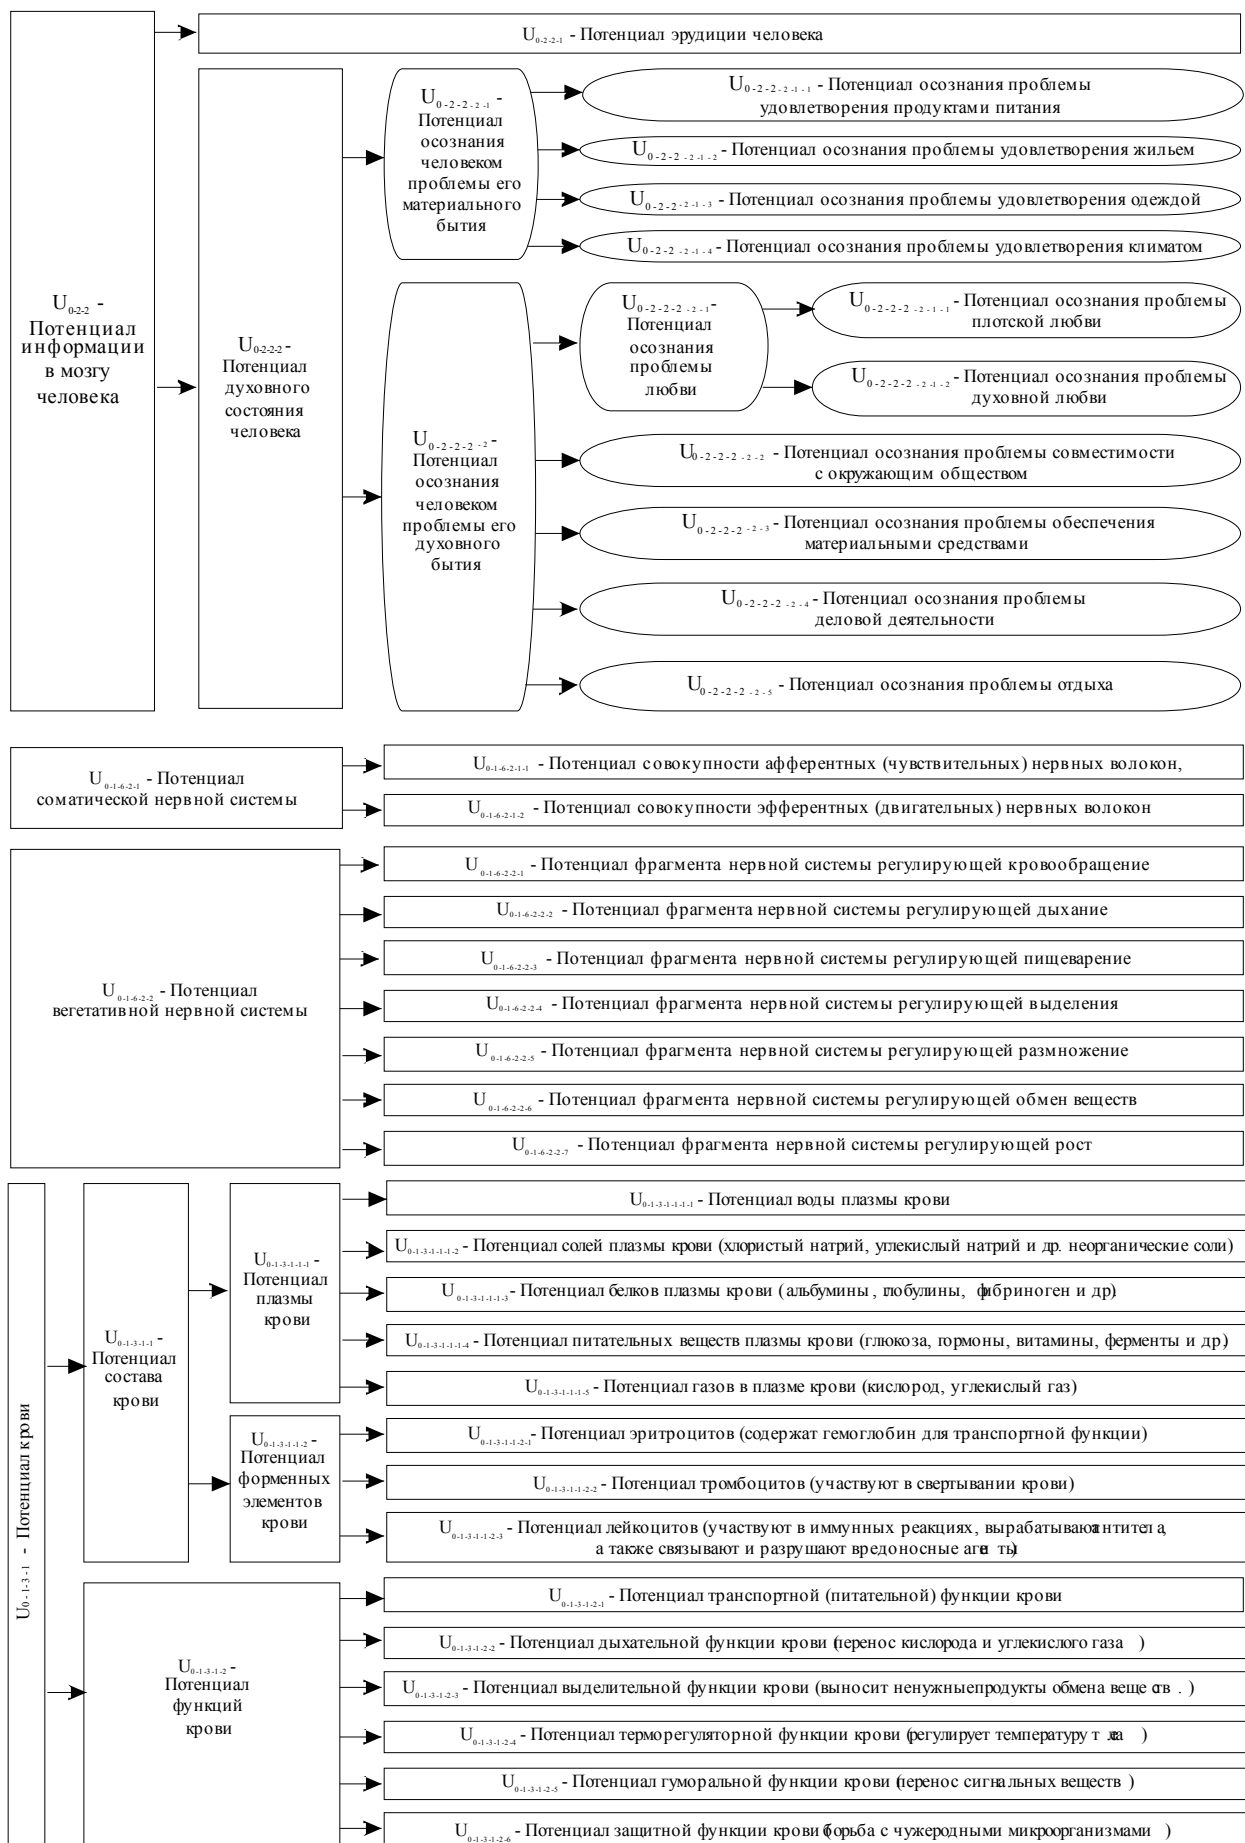 U0-2-2-1 - Потенциал эрудиции человека
U0-2-2 -
Потенциал
информации
в мозгу
человека
U0-2-2-2 -
Потенциал
духовного
состояния
человека
U0-2-2-2-1 -
Потенциал
осознания
человеком
проблемы его
материального
бытия
U0-2-2-2-1-1 - Потенциал осознания проблемы
удовлетворения продуктами питания
U0-2-2-2-1-2 - Потенциал осознания проблемы удовлетворения жильем
U0-2-2-2-1-3 - Потенциал осознания проблемы удовлетворения одеждой
U0-2-2-2-1-4 - Потенциал осознания проблемы удовлетворения климатом
U0-2-2-2-2 -
Потенциал
осознания
человеком
проблемы его
духовного
бытия
U0-2-2-2-2-1 -
Потенциал
осознания
проблемы
любви
U0-2-2-2-2-1-1 - Потенциал осознания проблемы
плотской любви
U0-2-2-2-2-1-2 - Потенциал осознания проблемы
духовной любви
U0-2-2-2-2-2 - Потенциал осознания проблемы совместимости
с окружающим обществом
U0-2-2-2-2-3 - Потенциал осознания проблемы обеспечения
материальными средствами
U0-2-2-2-2-4 - Потенциал осознания проблемы
деловой деятельности
U0-2-2-2-2-5 - Потенциал осознания проблемы отдыха
U0-1-6-2-1 - Потенциал
соматической нервной системы
U0-1-6-2-1-1 - Потенциал совокупности афферентных (чувствительных) нервных волокон,
U0-1-6-2-1-2 - Потенциал совокупности эфферентных (двигательных) нервных волокон
U0-1-6-2-2 - Потенциал
вегетативной нервной системы
U0-1-6-2-2-1 - Потенциал фрагмента нервной системы регулирующей кровообращение
U0-1-6-2-2-2 - Потенциал фрагмента нервной системы регулирующей дыхание
U0-1-6-2-2-3 - Потенциал фрагмента нервной системы регулирующей пищеварение
U0-1-6-2-2-4 - Потенциал фрагмента нервной системы регулирующей выделения
U0-1-6-2-2-5 - Потенциал фрагмента нервной системы регулирующей размножение
U0-1-6-2-2-6 - Потенциал фрагмента нервной системы регулирующей обмен веществ
U0-1-6-2-2-7 - Потенциал фрагмента нервной системы регулирующей рост
U0-1-3-1 - Потенциал крови
U0-1-3-1-1 -
Потенциал
состава
крови
U0-1-3-1-1-1 -
Потенциал
плазмы
крови
U0-1-3-1-1-1-1 - Потенциал воды плазмы крови
U0-1-3-1-1-1-2 - Потенциал солей плазмы крови (хлористый натрий, углекислый натрий и др. неорганические соли)
U0-1-3-1-1-1-3 - Потенциал белков плазмы крови (альбумины, глобулины, фибриноген и др.)
U0-1-3-1-1-1-4 - Потенциал питательных веществ плазмы крови (глюкоза, гормоны, витамины, ферменты и др.)
U0-1-3-1-1-1-5 - Потенциал газов в плазме крови (кислород, углекислый газ)
U0-1-3-1-1-2 -
Потенциал
форменных
элементов
крови
U0-1-3-1-1-2-1 - Потенциал эритроцитов (содержат гемоглобин для транспортной функции)
U0-1-3-1-1-2-2 - Потенциал тромбоцитов (участвуют в свертывании крови)
U0-1-3-1-1-2-3 - Потенциал лейкоцитов (участвуют в иммунных реакциях, вырабатывают антитела,
а также связывают и разрушают вредоносные агенты)
U0-1-3-1-2 -
Потенциал
функций
крови
U0-1-3-1-2-1 - Потенциал транспортной (питательной) функции крови
U0-1-3-1-2-2 - Потенциал дыхательной функции крови (перенос кислорода и углекислого газа )
U0-1-3-1-2-3 - Потенциал выделительной функции крови (выносит ненужные продукты обмена веществ . )
U0-1-3-1-2-4 - Потенциал терморегуляторной функции крови (регулирует температуру тела )
U0-1-3-1-2-5 - Потенциал гуморальной функции крови (перенос сигнальных веществ )
U0-1-3-1-2-6 - Потенциал защитной функции крови (борьба с чужеродными микроорганизмами )